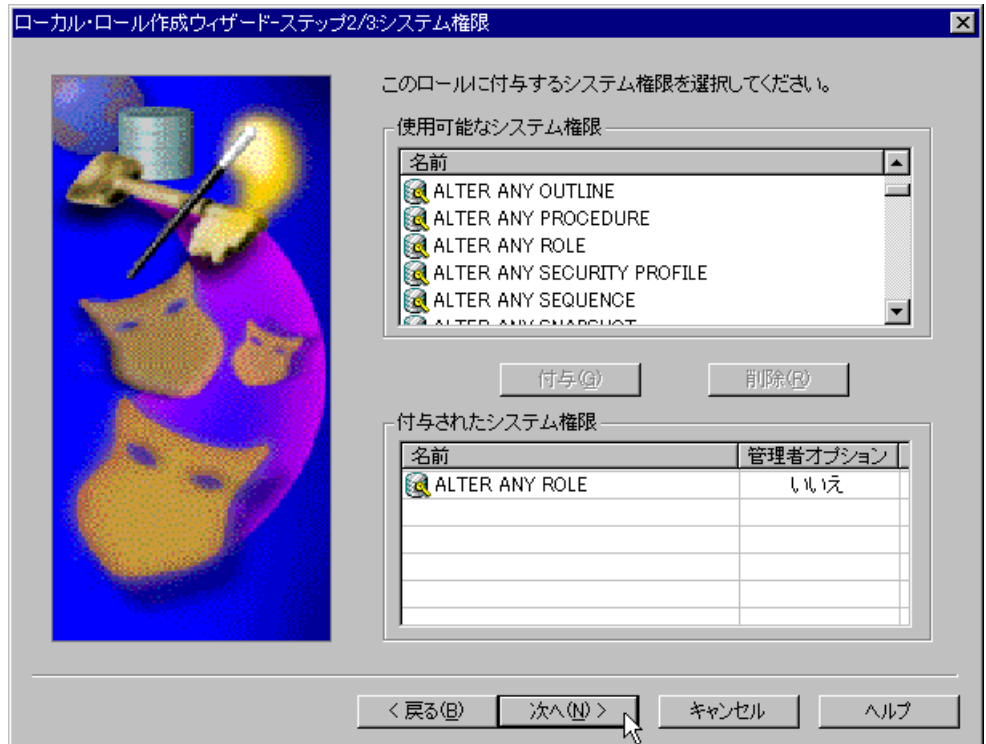 ローカル・ロール作成ウィザード-ステップ2/3:システム権限
このロールに付与するシステム権限を選択してください。
使用可能なシステム権限
名前
ALTER ANY OUTLINE
ALTER ANY PROCEDURE
ALTER ANY ROLE
ALTER ANY SECURITY PROFILE
ALTER ANY SEQUENCE
ALTER ANY SNAPSHOT
付与(G) 削除(R)
付与されたシステム権限
名前 管理者オプション
ALTER ANY ROLE いいえ
< 戻る(B) 次へ(N) > キャンセル ヘルプ